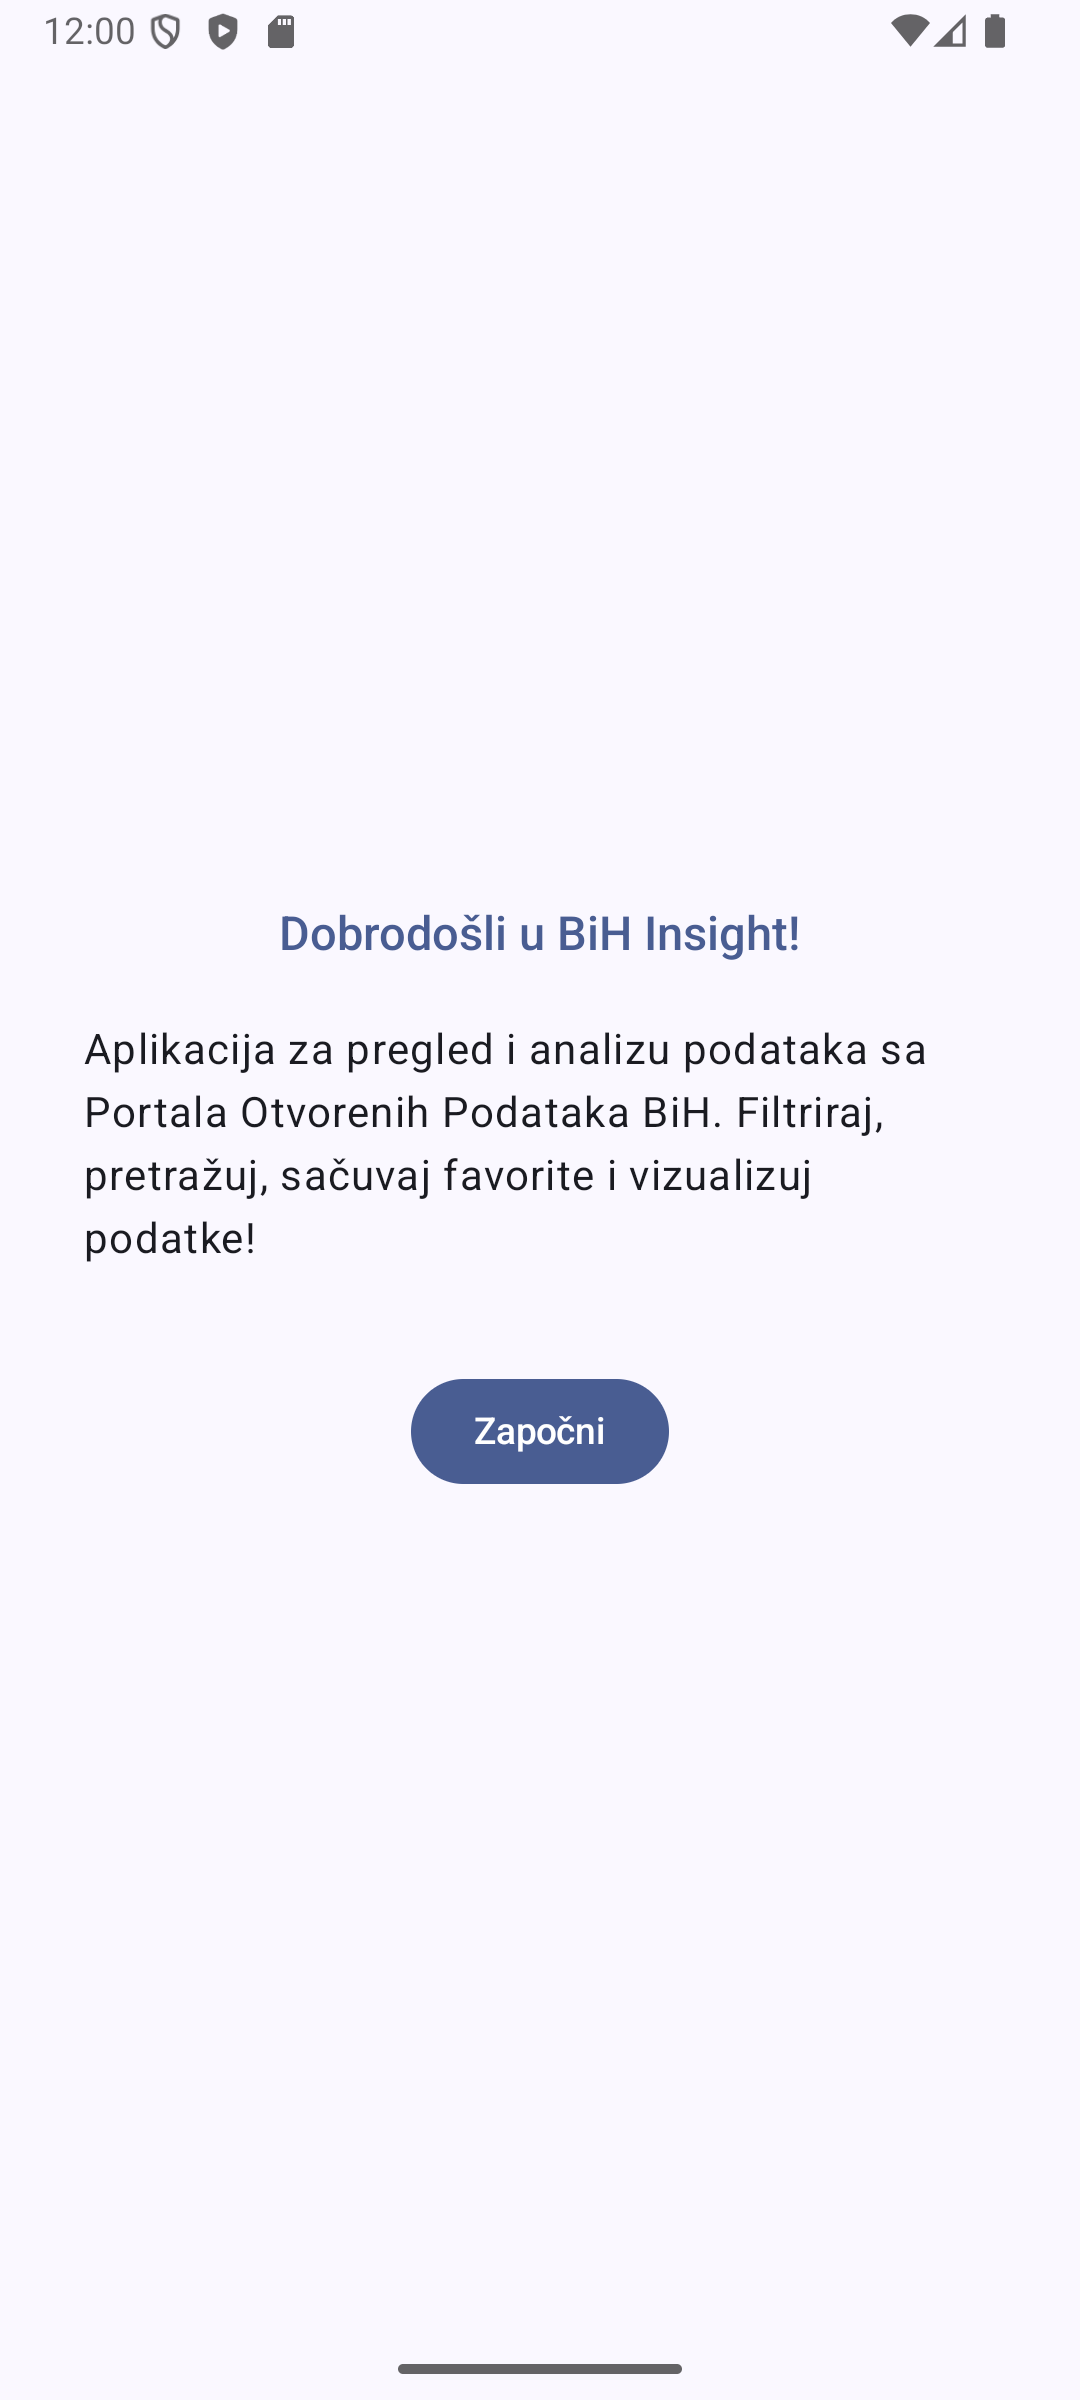 12:00
Dobrodošli u BiH Insight!
Aplikacija za pregled i analizu podataka sa
Portala Otvorenih Podataka BiH. Filtriraj,
pretražuj, sačuvaj favorite i vizualizuj
podatke!
Započni